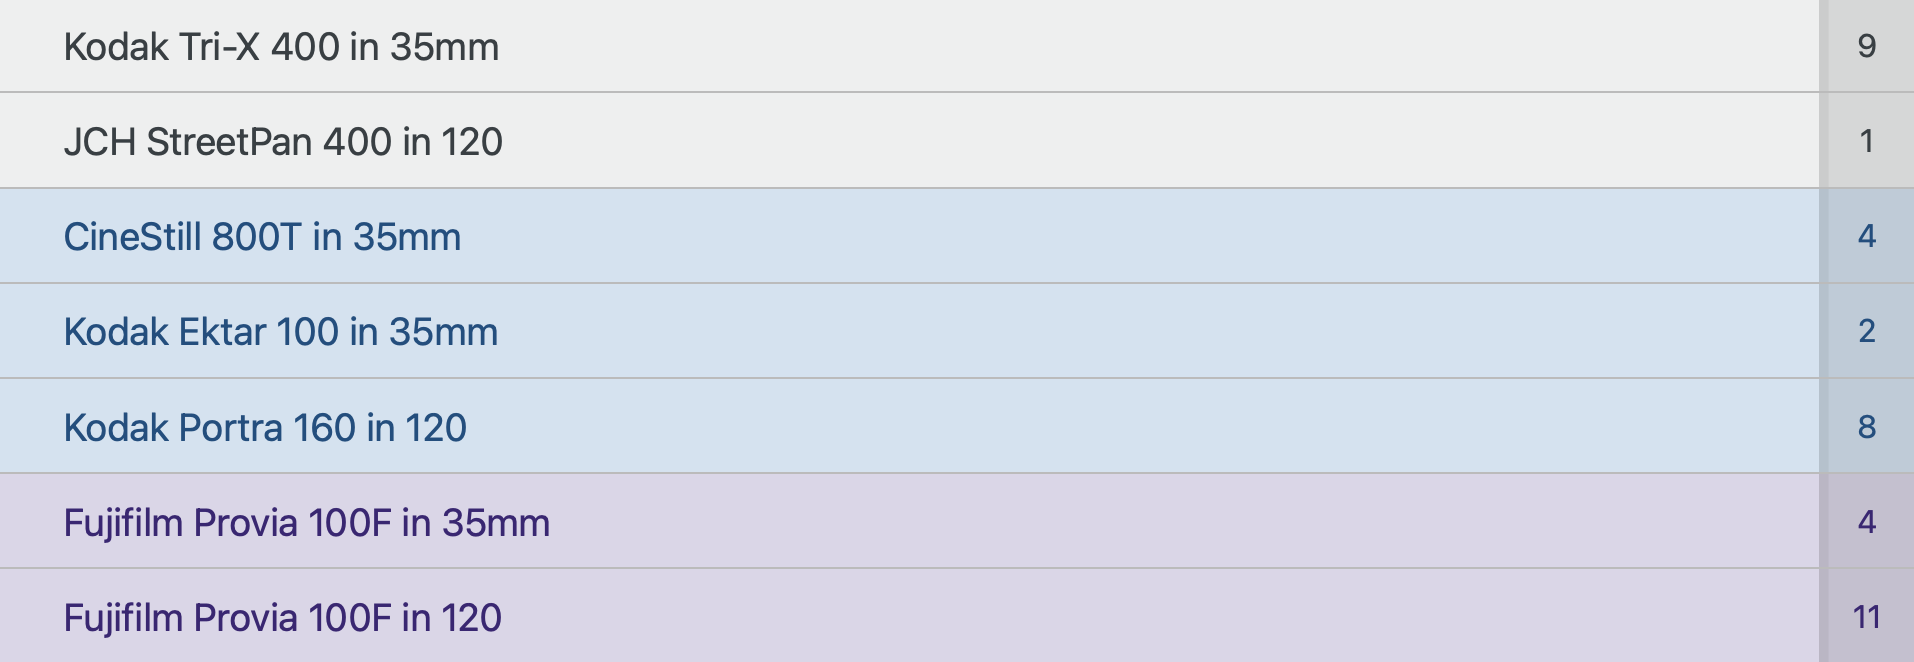 Kodak Tri-X 400 in 35mm 9
JCH StreetPan 400 in 120 1
CineStill 800T in 35mm 4
Kodak Ektar 100 in 35mm 2
Kodak Portra 160 in 120 8
Fujifilm Provia 100F in 35mm 4
Fujifilm Provia 100F in 120 11